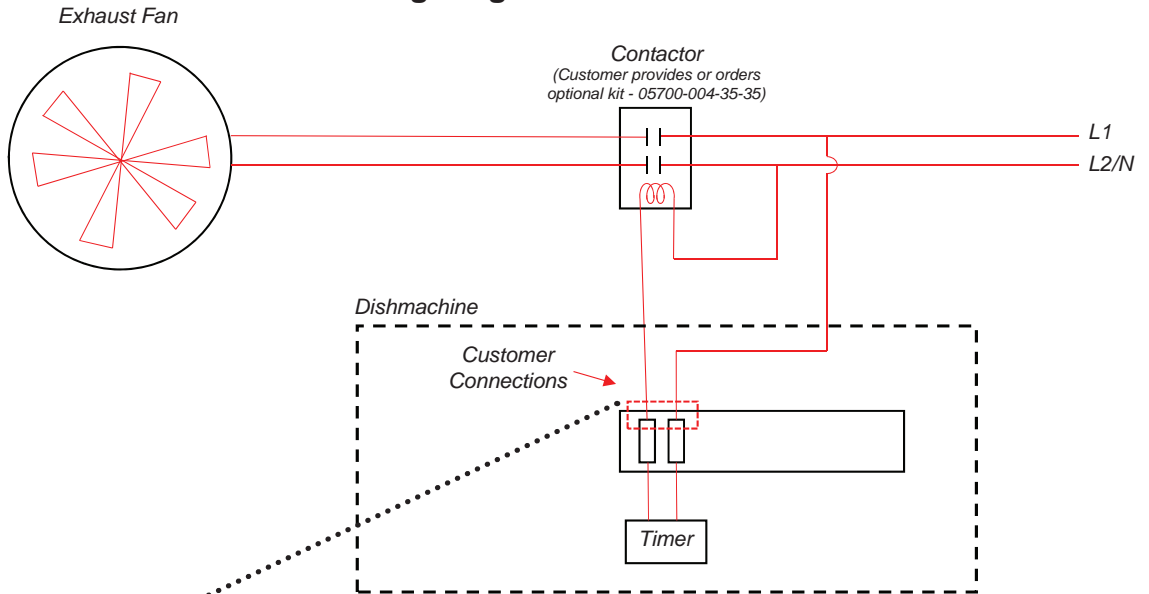 Exhaust Fan
Contactor
(Customer provides or orders
optional kit - 05700-004-35-35)
L1
L2/N
Dishmachine
Customer
Connections
Timer